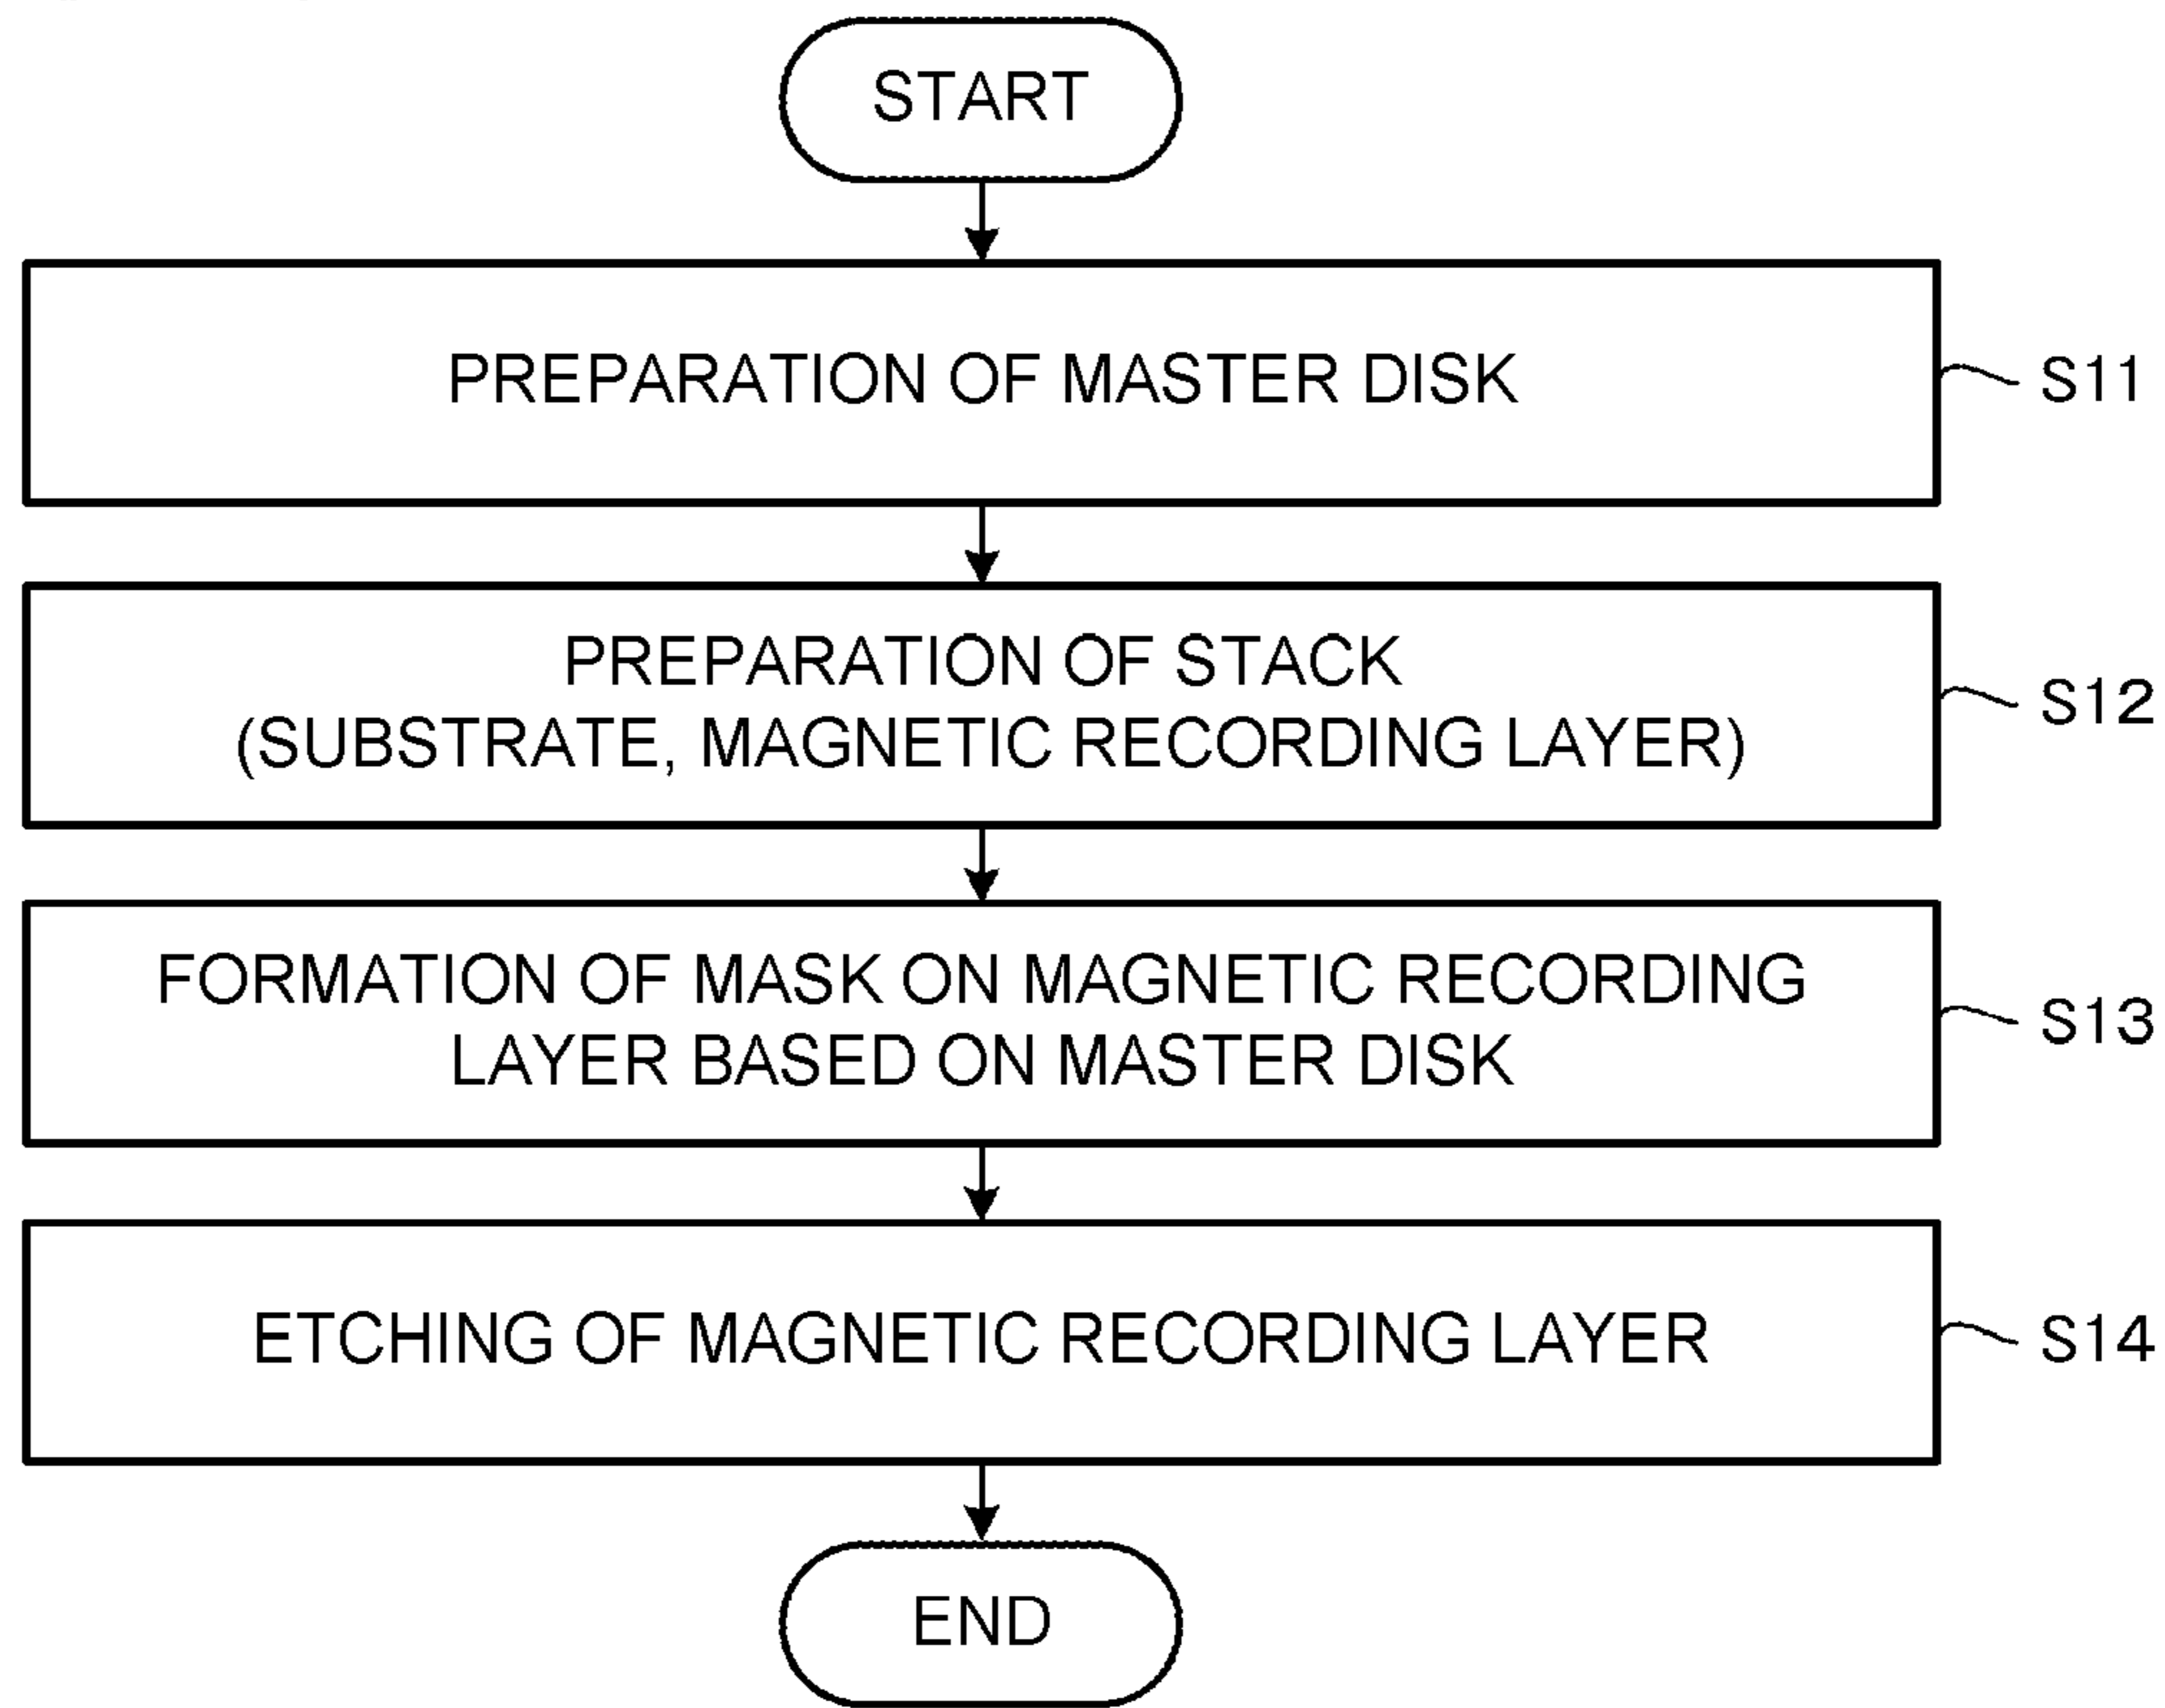 START
PREPARATION OF MASTER DISK
S11
PREPARATION OF STACK
(SUBSTRATE, MAGNETIC RECORDING LAYER)
S12
FORMATION OF MASK ON MAGNETIC RECORDING
LAYER BASED ON MASTER DISK
S13
ETCHING OF MAGNETIC RECORDING LAYER
S14
END